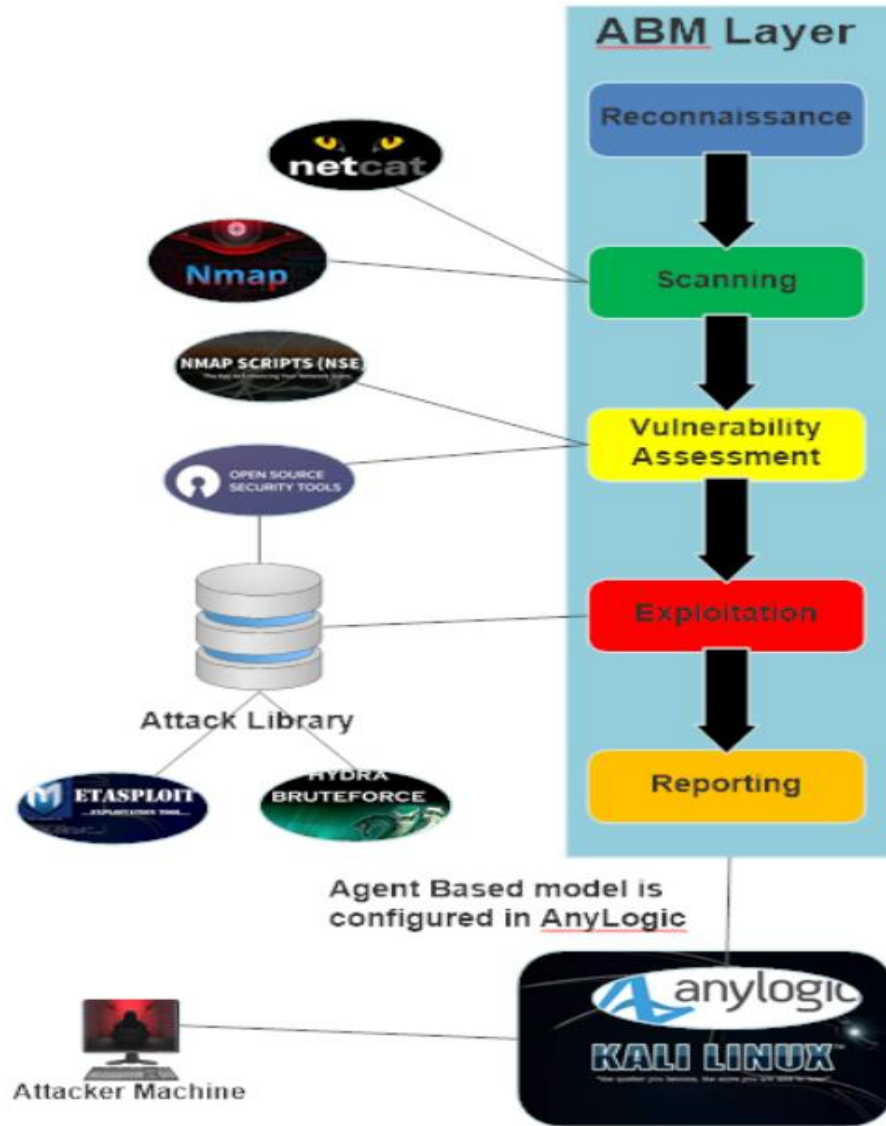 ABM Layer
Reconnaissance
netcat
Nmap
Scanning
NMAP SCRIPTS (NSE)
Vulnerability
Assessment
OPEN SOURCE
SECURITY TOOLS
Exploitation
Attack Library
METASPLOIT
HYDRA
BRUTEFORCE
Reporting
Agent Based model is
configured in AnyLogic
anylogic
KALI LINUX
Attacker Machine